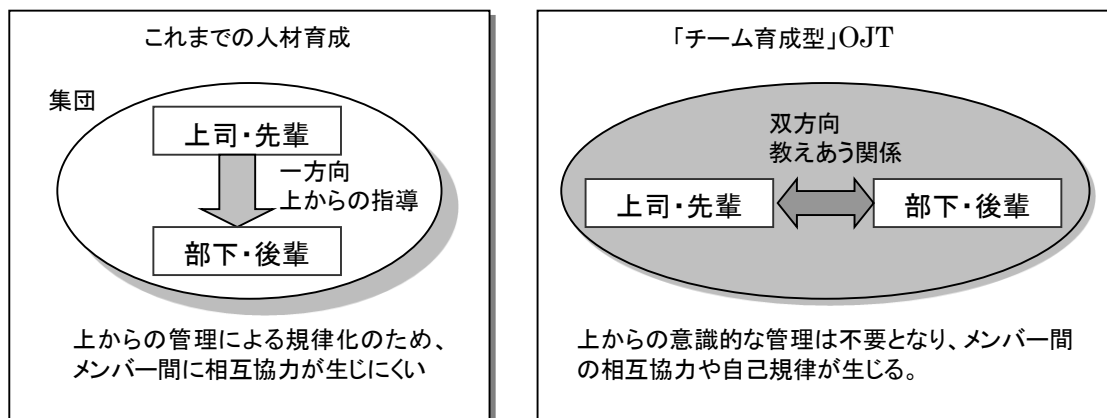 これまでの人材育成
集団
上司・先輩
一方向
上からの指導
部下・後輩
上からの管理による規律化のため、
メンバー間に相互協力が生じにくい
「チーム育成型」OJT
双方向
教えあう関係
上司・先輩
部下・後輩
上からの意識的な管理は不要となり、メンバー間
の相互協力や自己規律が生じる。